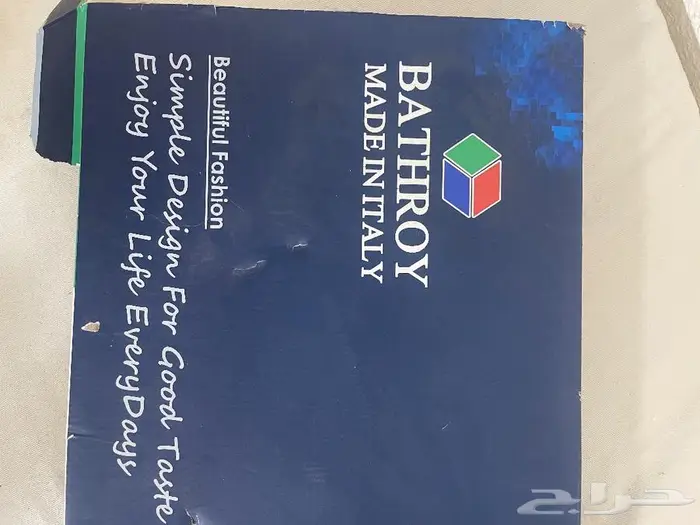 BATHROY
MADE IN ITALY
Beautiful Fashion
Simple Design For Good Taste
Enjoy Your Life EveryDays
حراج